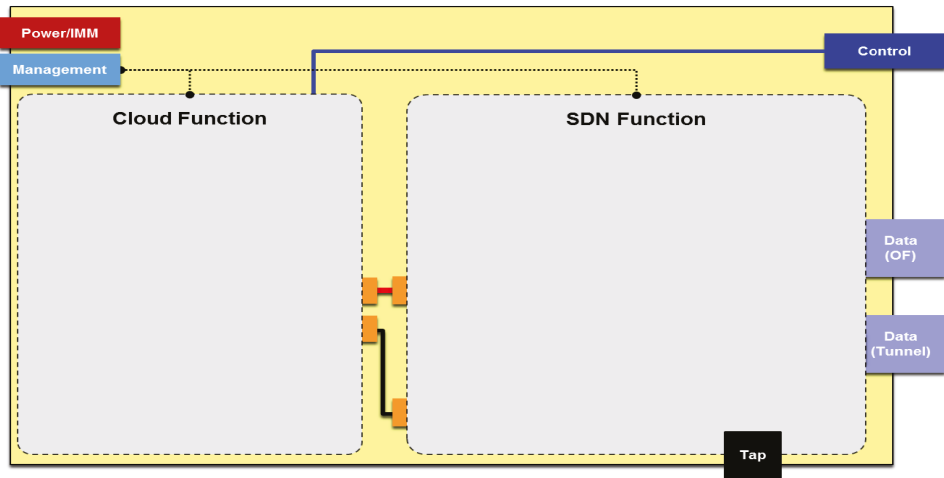 Power/IMM
Management
Control
Cloud Function
SDN Function
Data
(OF)
Data
(Tunnel)
Tap